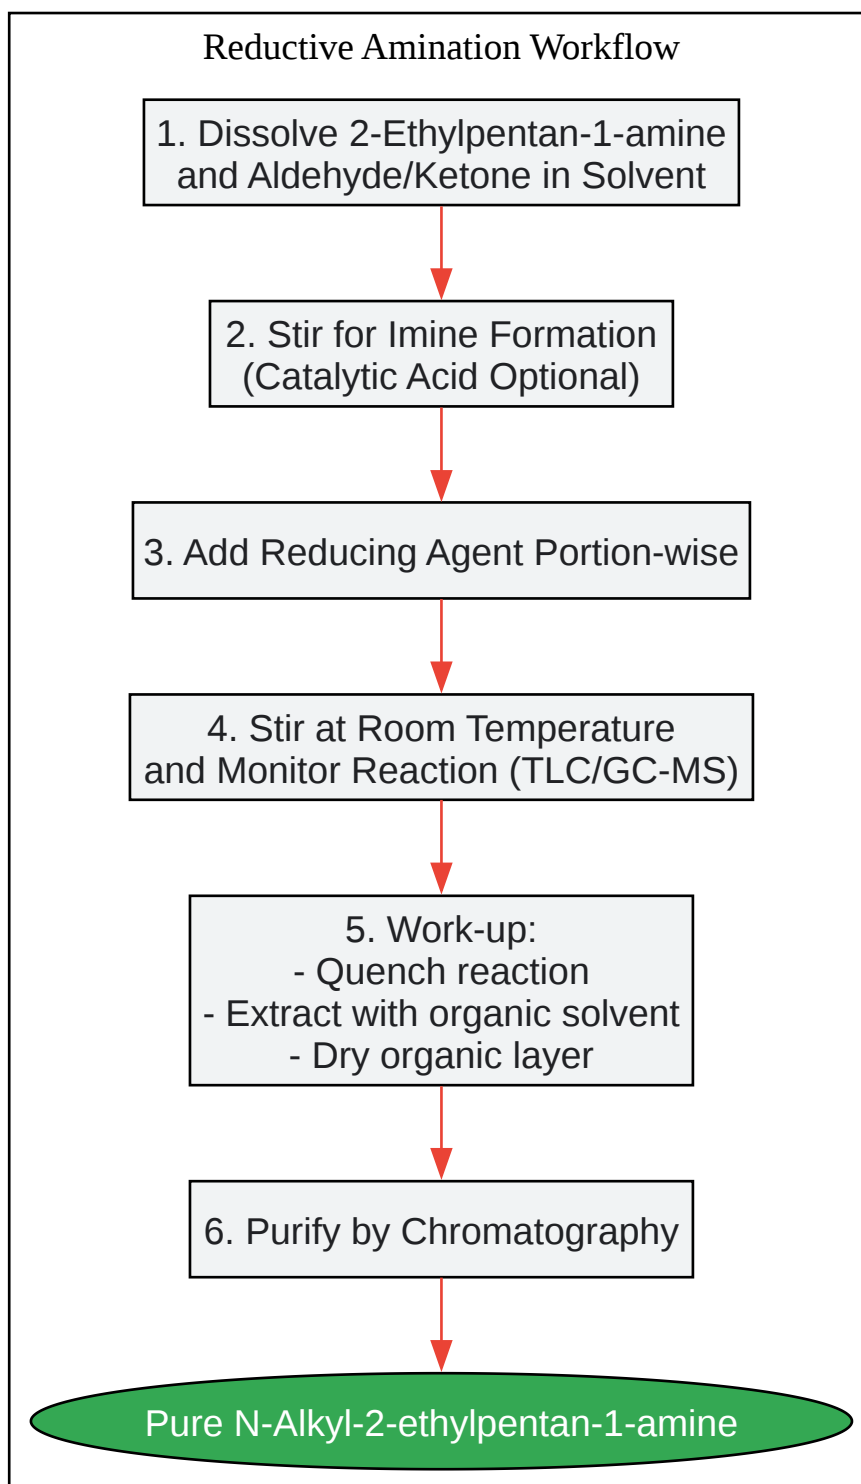 Reductive Amination Workflow
1. Dissolve 2-Ethylpentan-1-amine
and Aldehyde/Ketone in Solvent
2. Stir for Imine Formation
(Catalytic Acid Optional)
3. Add Reducing Agent Portion-wise
4. Stir at Room Temperature
and Monitor Reaction (TLC/GC-MS)
5. Work-up:
- Quench reaction
- Extract with organic solvent
- Dry organic layer
6. Purify by Chromatography
Pure N-Alkyl-2-ethylpentan-1-amine